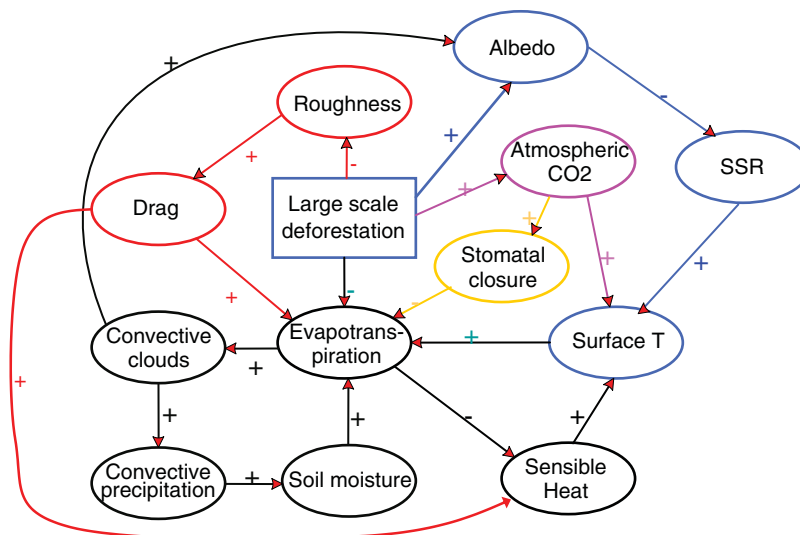 Albedo
+
-
Roughness
+
-
+
Atmospheric
CO2
SSR
+
Large scale
deforestation
Drag
+
Stomatal
closure
+
+
+
-
-
Evapotrans-
piration
Convective
clouds
+
Surface T
+
+
+
+
-
+
Convective
precipitation
+
Soil moisture
Sensible
Heat